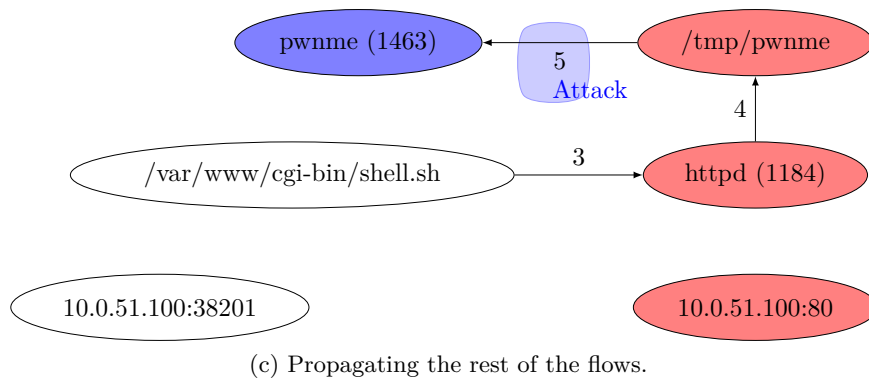 pwnme (1463)
/tmp/pwnme
5
Attack
4
/var/www/cgi-bin/shell.sh
3
httpd (1184)
10.0.51.100:38201
10.0.51.100:80
(c) Propagating the rest of the flows.